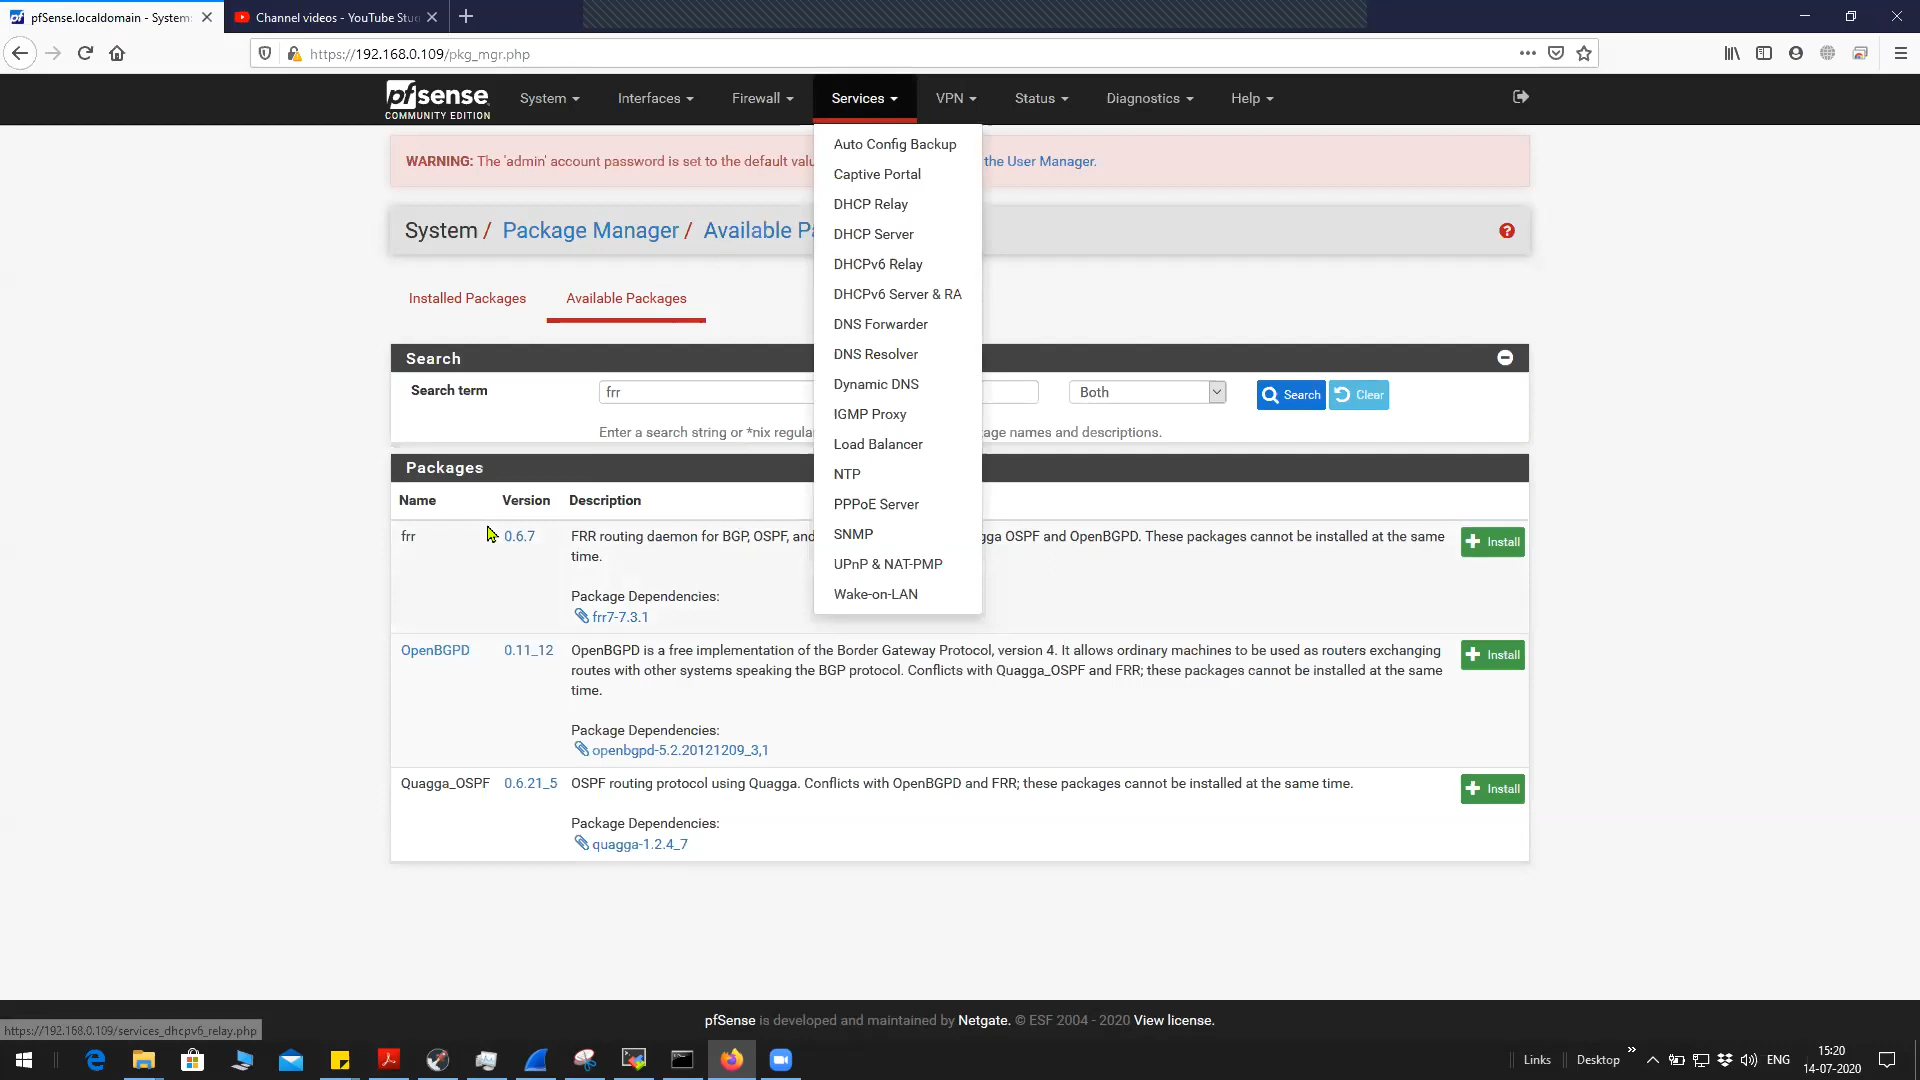 pfSense.localdomain - System:
Channel videos - YouTube Stu
https://192.168.0.109/pkg_mgr.php
pfsense
COMMUNITY EDITION
System
Interfaces
Firewall
Services
VPN
Status
Diagnostics
Help
WARNING: The 'admin' account password is set to the default valu
the User Manager.
Auto Config Backup
Captive Portal
DHCP Relay
DHCP Server
DHCPv6 Relay
DHCPv6 Server & RA
DNS Forwarder
DNS Resolver
Dynamic DNS
IGMP Proxy
Load Balancer
NTP
PPPoE Server
SNMP
UPnP & NAT-PMP
Wake-on-LAN
System / Package Manager / Available Pa
?
Installed Packages
Available Packages
Search
Search term
frr
Both
Search
Clear
Enter a search string or *nix regula
age names and descriptions.
Packages
Name Version Description
frr 0.6.7 FRR routing daemon for BGP, OSPF, and
gga OSPF and OpenBGPD. These packages cannot be installed at the same
time.
Install
Package Dependencies:
frr7-7.3.1
OpenBGPD 0.11_12 OpenBGPD is a free implementation of the Border Gateway Protocol, version 4. It allows ordinary machines to be used as routers exchanging
routes with other systems speaking the BGP protocol. Conflicts with Quagga_OSPF and FRR; these packages cannot be installed at the same
time.
Install
Package Dependencies:
openbgpd-5.2.20121209_3,1
Quagga_OSPF 0.6.21_5 OSPF routing protocol using Quagga. Conflicts with OpenBGPD and FRR; these packages cannot be installed at the same time.
Install
Package Dependencies:
quagga-1.2.4_7
pfSense is developed and maintained by Netgate. © ESF 2004 - 2020 View license.
https://192.168.0.109/services_dhcpv6_relay.php
Links
Desktop
ENG
15:20
14-07-2020